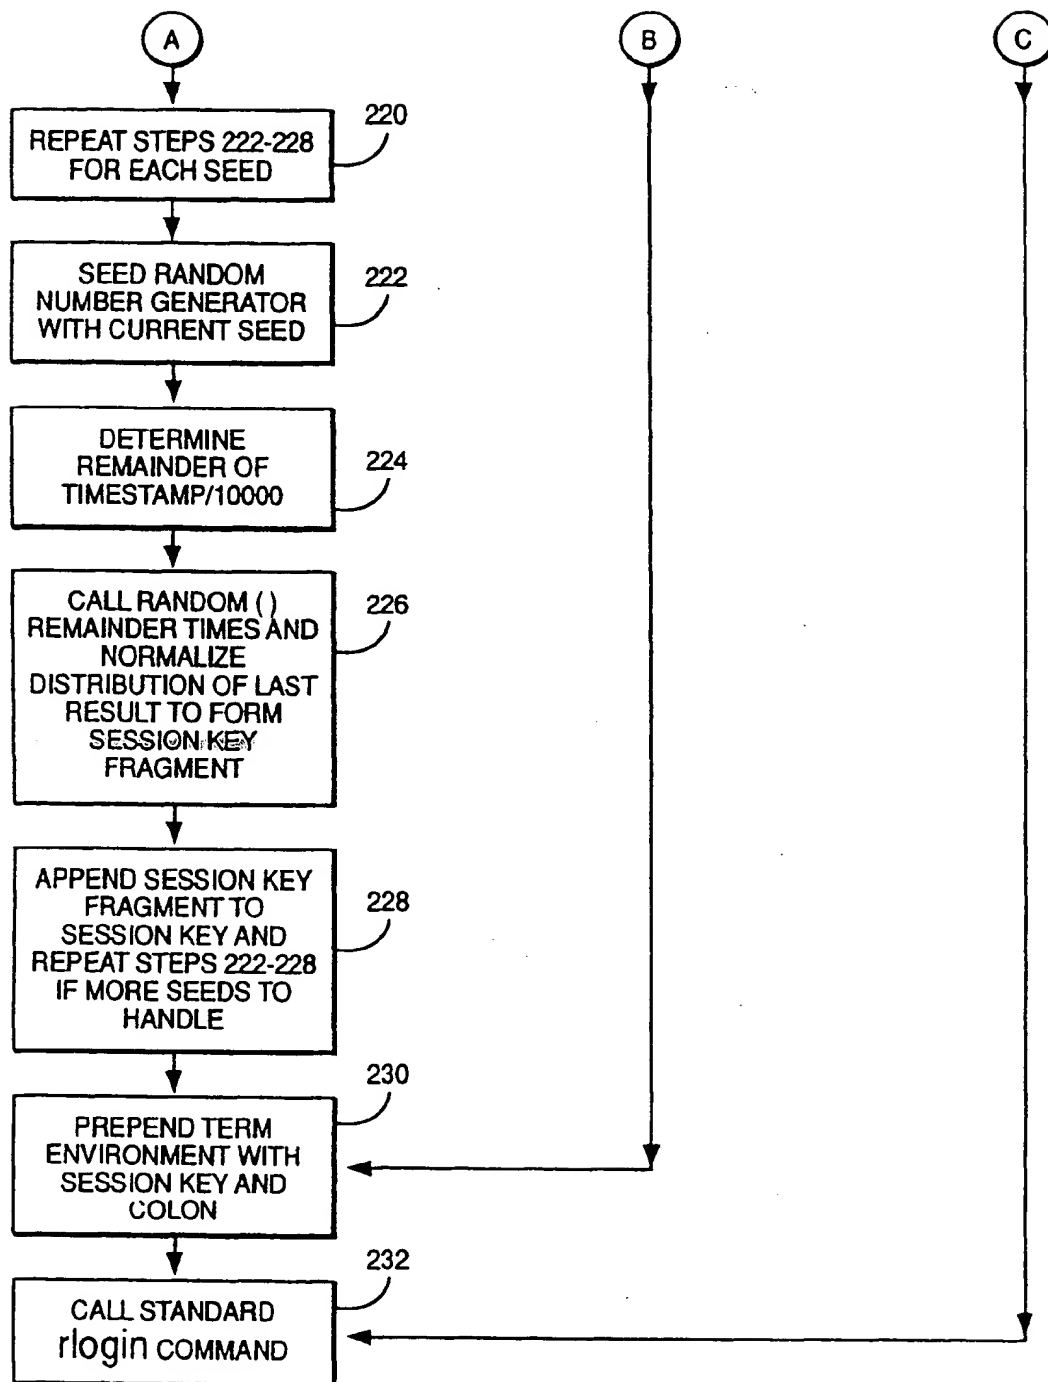 A
B
C
220
REPEAT STEPS 222-228
FOR EACH SEED
222
SEED RANDOM
NUMBER GENERATOR
WITH CURRENT SEED
224
DETERMINE
REMAINDER OF
TIMESTAMP/10000
226
CALL RANDOM ( )
REMAINDER TIMES AND
NORMALIZE
DISTRIBUTION OF LAST
RESULT TO FORM
SESSION KEY
FRAGMENT
228
APPEND SESSION KEY
FRAGMENT TO
SESSION KEY AND
REPEAT STEPS 222-228
IF MORE SEEDS TO
HANDLE
230
PREPEND TERM
ENVIRONMENT WITH
SESSION KEY AND
COLON
232
CALL STANDARD
rlogin COMMAND